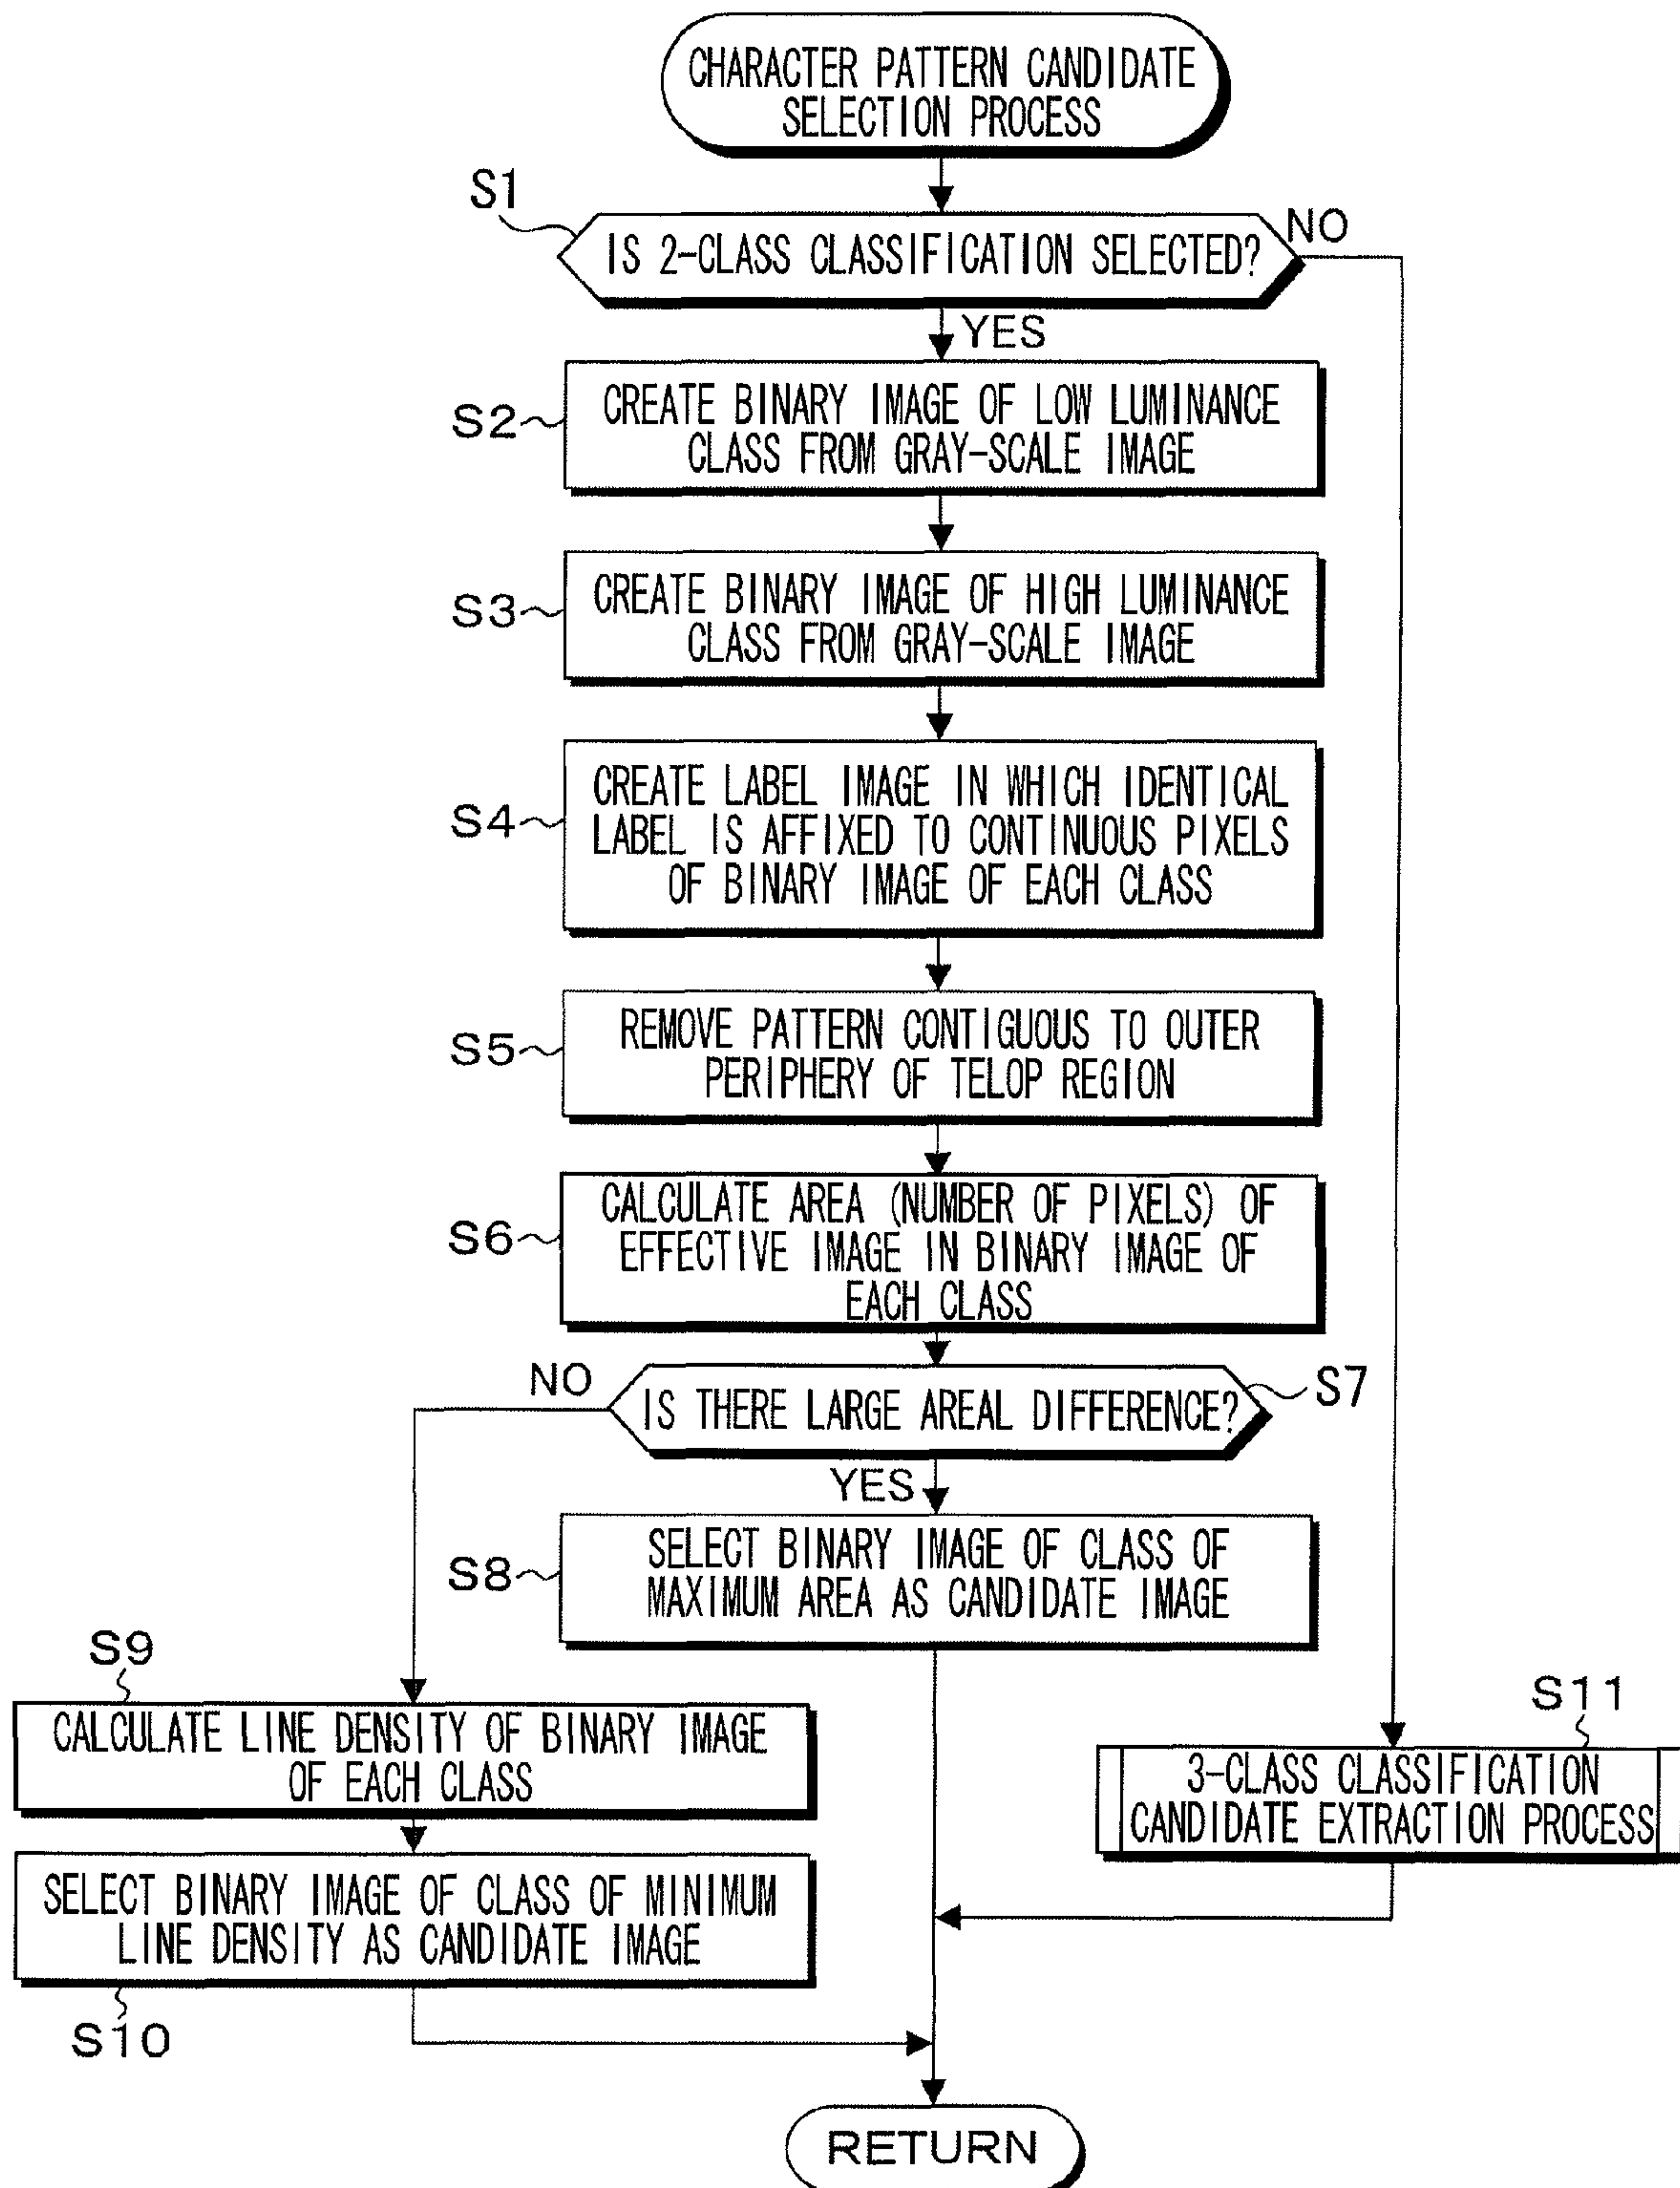 CHARACTER PATTERN CANDIDATE
SELECTION PROCESS
S1
IS 2-CLASS CLASSIFICATION SELECTED?
NO
YES
S2
CREATE BINARY IMAGE OF LOW LUMINANCE
CLASS FROM GRAY-SCALE IMAGE
S3
CREATE BINARY IMAGE OF HIGH LUMINANCE
CLASS FROM GRAY-SCALE IMAGE
S4
CREATE LABEL IMAGE IN WHICH IDENTICAL
LABEL IS AFFIXED TO CONTINUOUS PIXELS
OF BINARY IMAGE OF EACH CLASS
S5
REMOVE PATTERN CONTIGUOUS TO OUTER
PERIPHERY OF TELOP REGION
S6
CALCULATE AREA (NUMBER OF PIXELS) OF
EFFECTIVE IMAGE IN BINARY IMAGE OF
EACH CLASS
NO
IS THERE LARGE AREAL DIFFERENCE?
S7
YES
S8
SELECT BINARY IMAGE OF CLASS OF
MAXIMUM AREA AS CANDIDATE IMAGE
S9
CALCULATE LINE DENSITY OF BINARY IMAGE
OF EACH CLASS
S11
3-CLASS CLASSIFICATION
CANDIDATE EXTRACTION PROCESS
SELECT BINARY IMAGE OF CLASS OF MINIMUM
LINE DENSITY AS CANDIDATE IMAGE
S10
RETURN